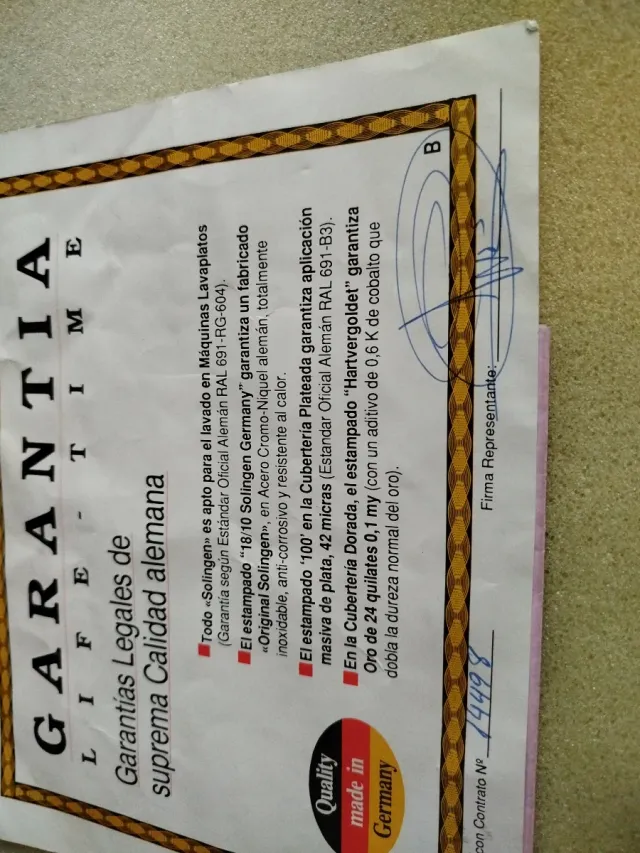 GARANTIA
LIFE-TIME
Garantías Legales de
suprema Calidad alemana
Todo «Solingen» es apto para el lavado en Máquinas Lavaplatos
(Garantía según Estándar Oficial Alemán RAL 691-RG-604).
El estampado "18/10 Solingen Germany" garantiza un fabricado
«Original Solingen», en Acero Cromo-Niquel alemán, totalmente
inoxidable, anti-corrosivo y resistente al calor.
El estampado '100' en la Cubertería Plateada garantiza aplicación
masiva de plata, 42 micras (Estandar Oficial Alemán RAL 691-B3).
En la Cubertería Dorada, el estampado "Hartvergoldet" garantiza
Oro de 24 quilates 0,1 my (con un aditivo de 0,6 K de cobalto que
dobla la dureza normal del oro).
Quality
made in
Germany
B
con Contrato Nº 14498
Firma Representante: